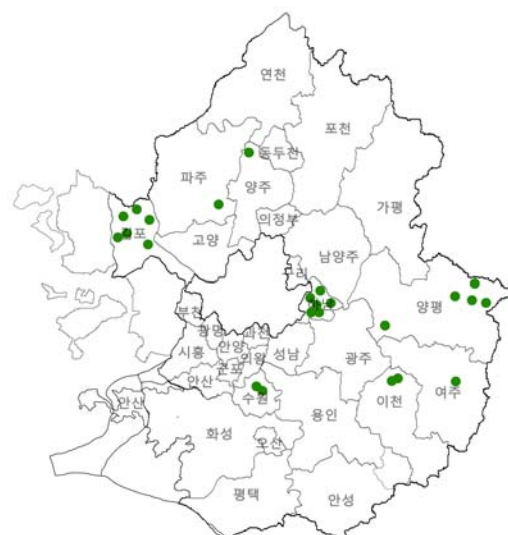 연천
포천
동두천
파주
양주
가평
의정부
김포
고양
남양주
구리
하남
양평
부천
광명
과천
시흥
안양
의왕
성남
광주
군포
안산
안산
수원
이천
여주
용인
화성
오산
평택
안성